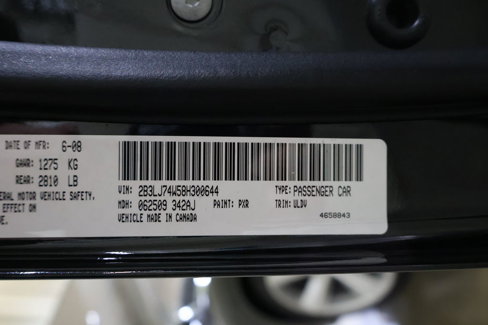 DATE OF MFR: 6-08
GAWR: 1275 KG
REAR: 2810 LB
ERAL MOTOR VEHICLE SAFETY.
EFFECT ON
VIN: 2B3LJ74W58H300644 TYPE: PASSENGER CAR
MDH: 062509 342AJ PAINT: PXR TRIM: ULDV
VEHICLE MADE IN CANADA 4658843